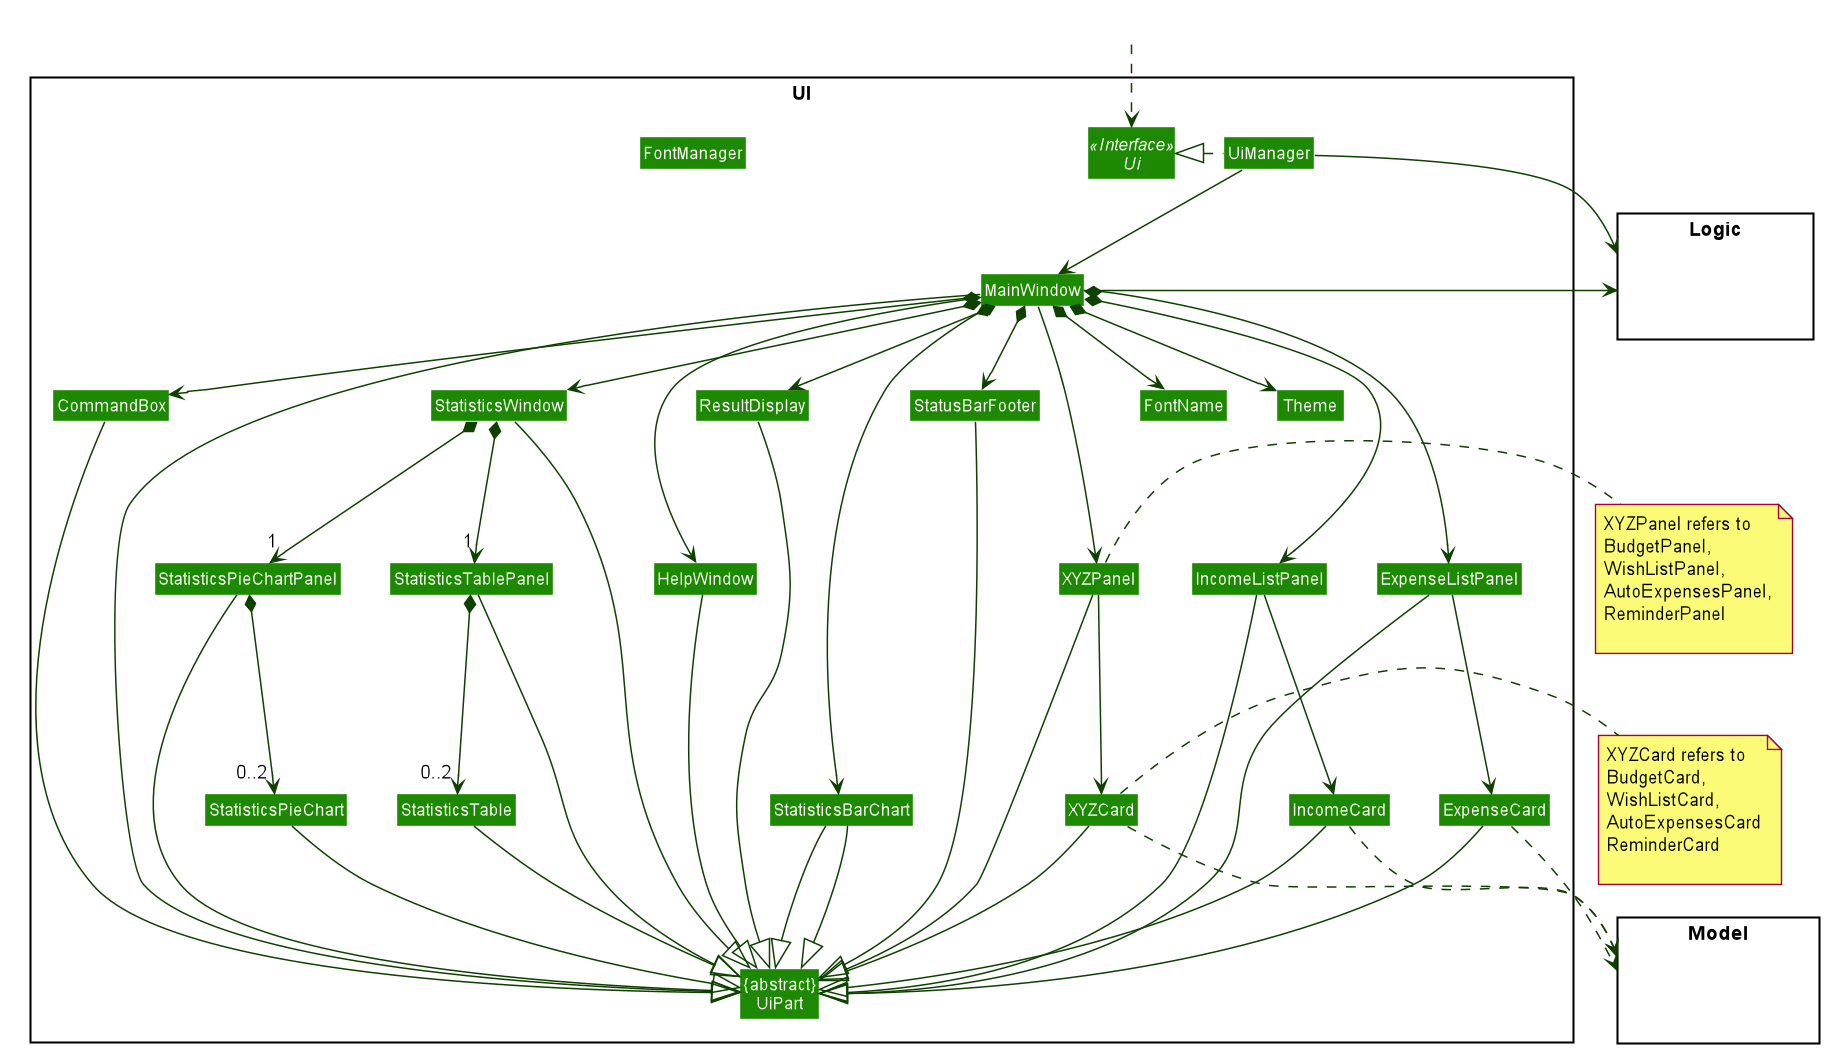 UI
FontManager
«Interface»
Ui
UiManager
Logic
MainWindow
CommandBox
StatisticsWindow
ResultDisplay
StatusBarFooter
FontName
Theme
XYZPanel refers to
BudgetPanel,
WishListPanel,
AutoExpensesPanel,
ReminderPanel
1
1
StatisticsPieChartPanel
StatisticsTablePanel
HelpWindow
XYZPanel
IncomeListPanel
ExpenseListPanel
XYZCard refers to
BudgetCard,
WishListCard,
AutoExpensesCard
ReminderCard
0..2
0..2
StatisticsPieChart
StatisticsTable
StatisticsBarChart
XYZCard
IncomeCard
ExpenseCard
Model
{abstract}
UiPart